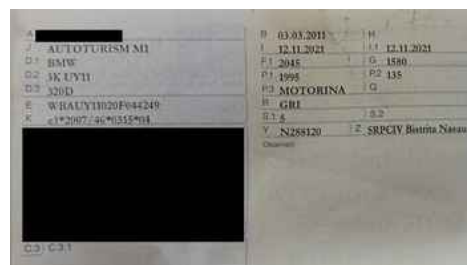 A
J AUTOTURISM M1
D.1 BMW
D.2 3K UY11
D.3 320D
E WBAUY11020F044249
K e1*2007/46*0315*04
C.3 C.3.1
B 03.03.2011 H
I 12.11.2021 I.1 12.11.2021
F.1 2045 G 1580
P.1 1995 P.2 135
P.3 MOTORINA Q
R GRI
S.1 5 S.2
Y N288120 Z SRPCIV Bistrita Nasau